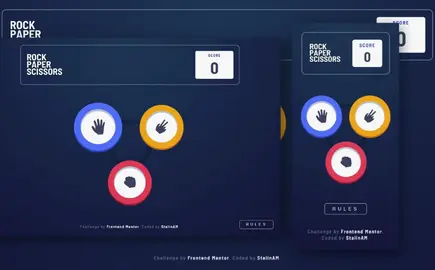 ROCK
PAPER
0
ROCK
PAPER
SCISSORS
SCORE
0
RULES
Challenge by Frontend Mentor. Coded by StalinAM
ROCK
PAPER
SCISSORS
SCORE
0
RULES
Challenge by Frontend Mentor.
Coded by StalinAM
Challenge by Frontend Mentor. Coded by StalinAM